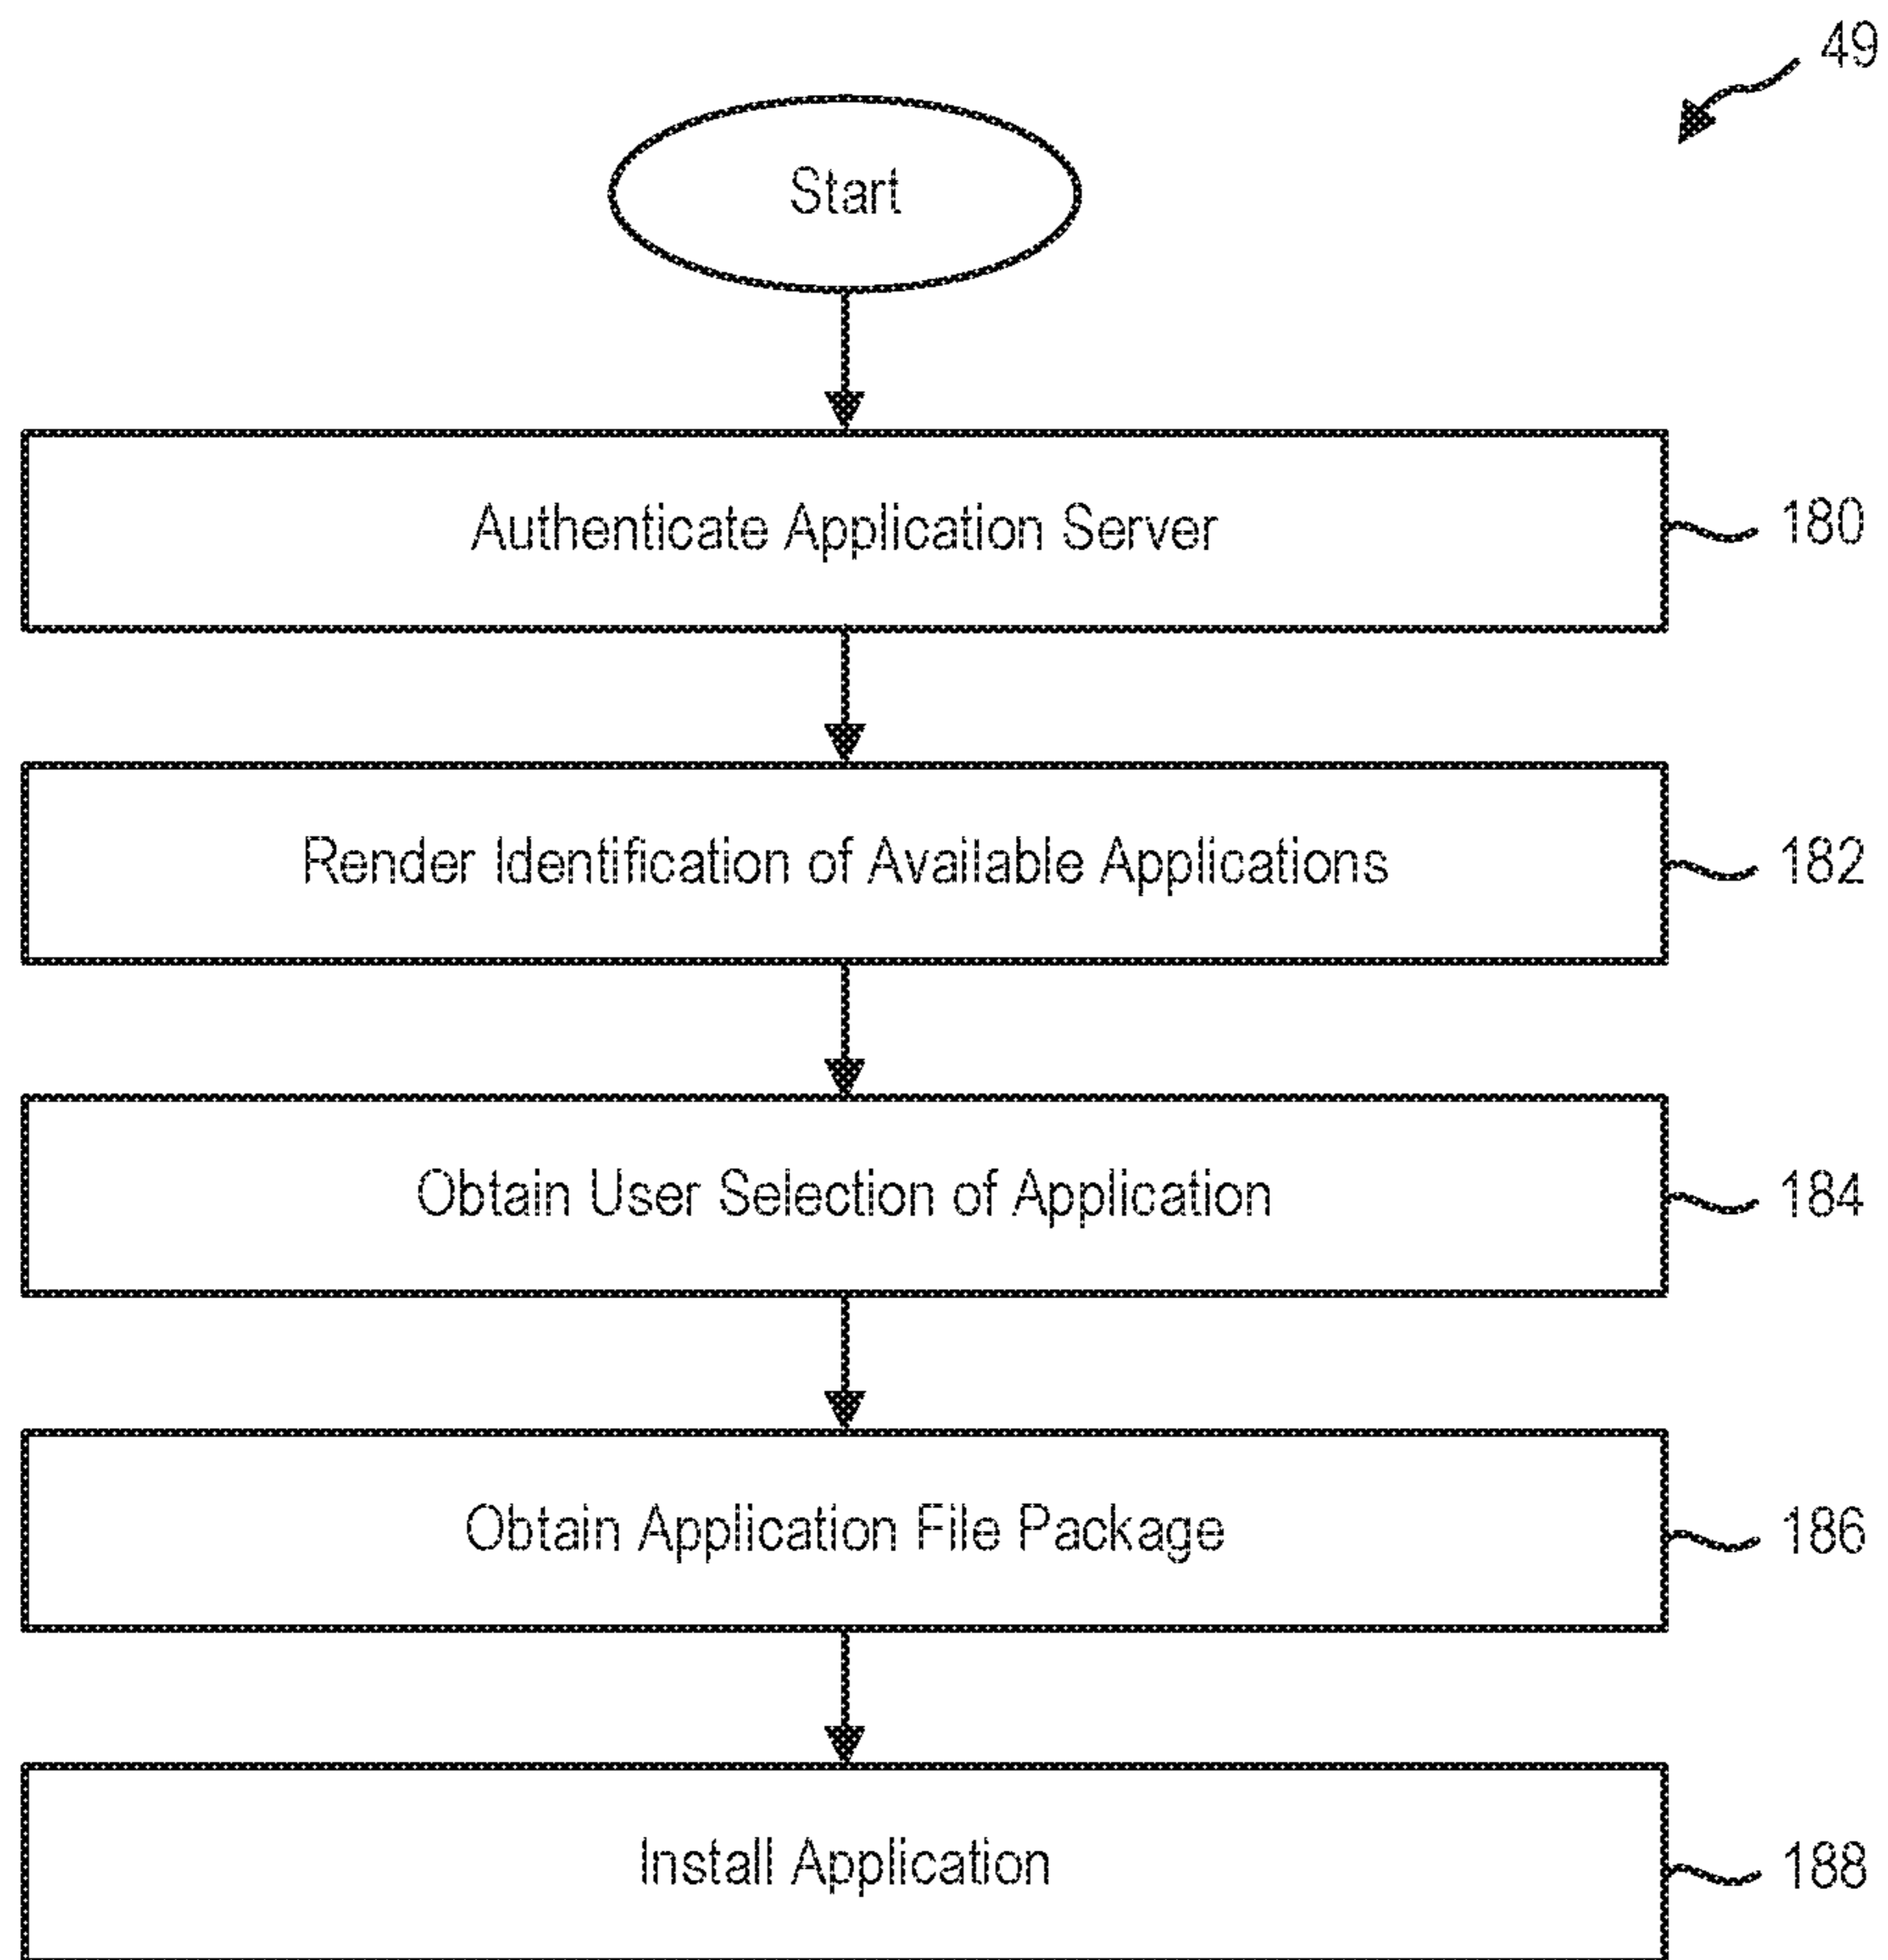 49
Start
Authenticate Application Server
180
Render Identification of Available Applications
182
Obtain User Selection of Application
184
Obtain Application File Package
186
Install Application
188